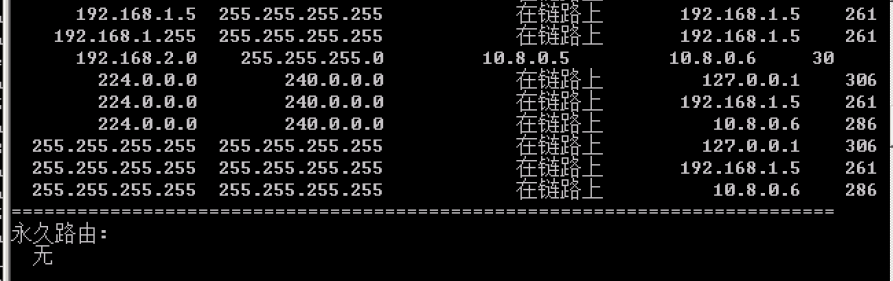 192.168.1.5 255.255.255.255 在链路上 192.168.1.5 261
192.168.1.255 255.255.255.255 在链路上 192.168.1.5 261
192.168.2.0 255.255.255.0 10.8.0.5 10.8.0.6 30
224.0.0.0 240.0.0.0 在链路上 127.0.0.1 306
224.0.0.0 240.0.0.0 在链路上 192.168.1.5 261
224.0.0.0 240.0.0.0 在链路上 10.8.0.6 286
255.255.255.255 255.255.255.255 在链路上 127.0.0.1 306
255.255.255.255 255.255.255.255 在链路上 192.168.1.5 261
255.255.255.255 255.255.255.255 在链路上 10.8.0.6 286
===========================================================================
永久路由:
无